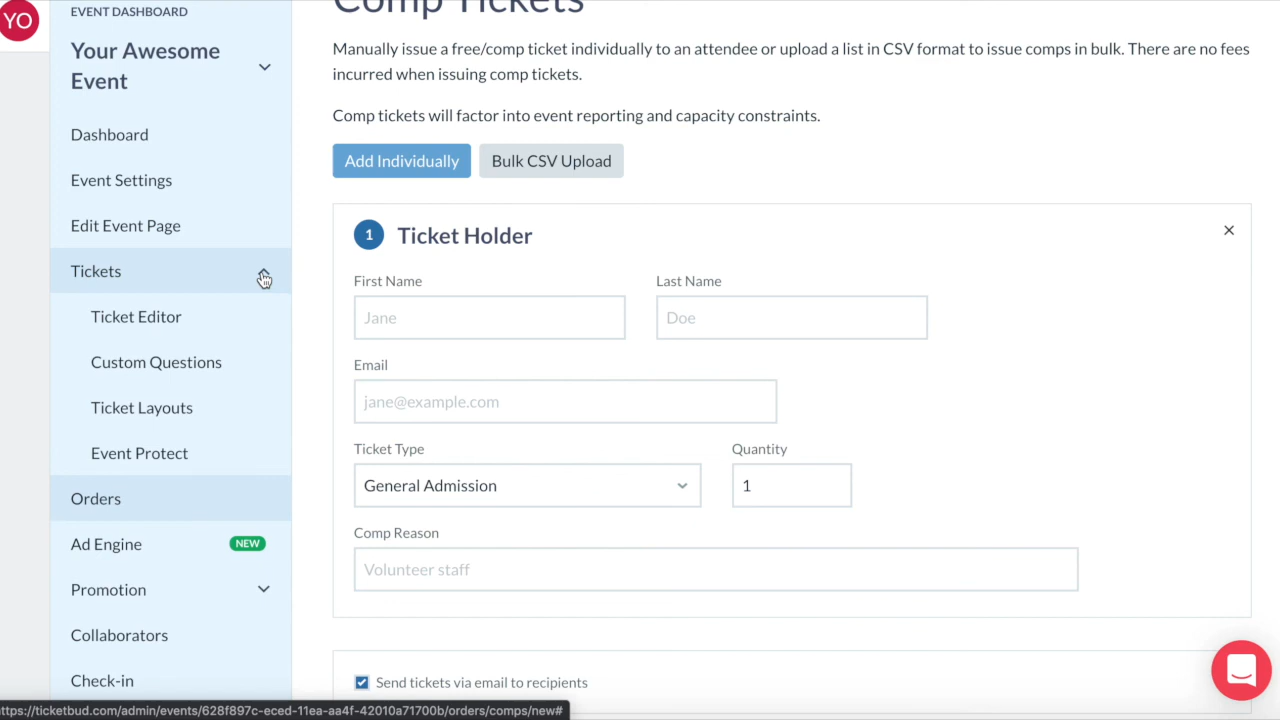 YO
EVENT DASHBOARD
Your Awesome
Event
Dashboard
Event Settings
Edit Event Page
Tickets
Ticket Editor
Custom Questions
Ticket Layouts
Event Protect
Orders
Ad Engine NEW
Promotion
Collaborators
Check-in
Comp Tickets
Manually issue a free/comp ticket individually to an attendee or upload a list in CSV format to issue comps in bulk. There are no fees
incurred when issuing comp tickets.
Comp tickets will factor into event reporting and capacity constraints.
Add Individually Bulk CSV Upload
1 Ticket Holder
First Name Last Name
Jane Doe
Email
jane@example.com
Ticket Type Quantity
General Admission 1
Comp Reason
Volunteer staff
Send tickets via email to recipients
ttps://ticketbud.com/admin/events/628f897c-eced-11ea-aa4f-42010a71700b/orders/comps/new#